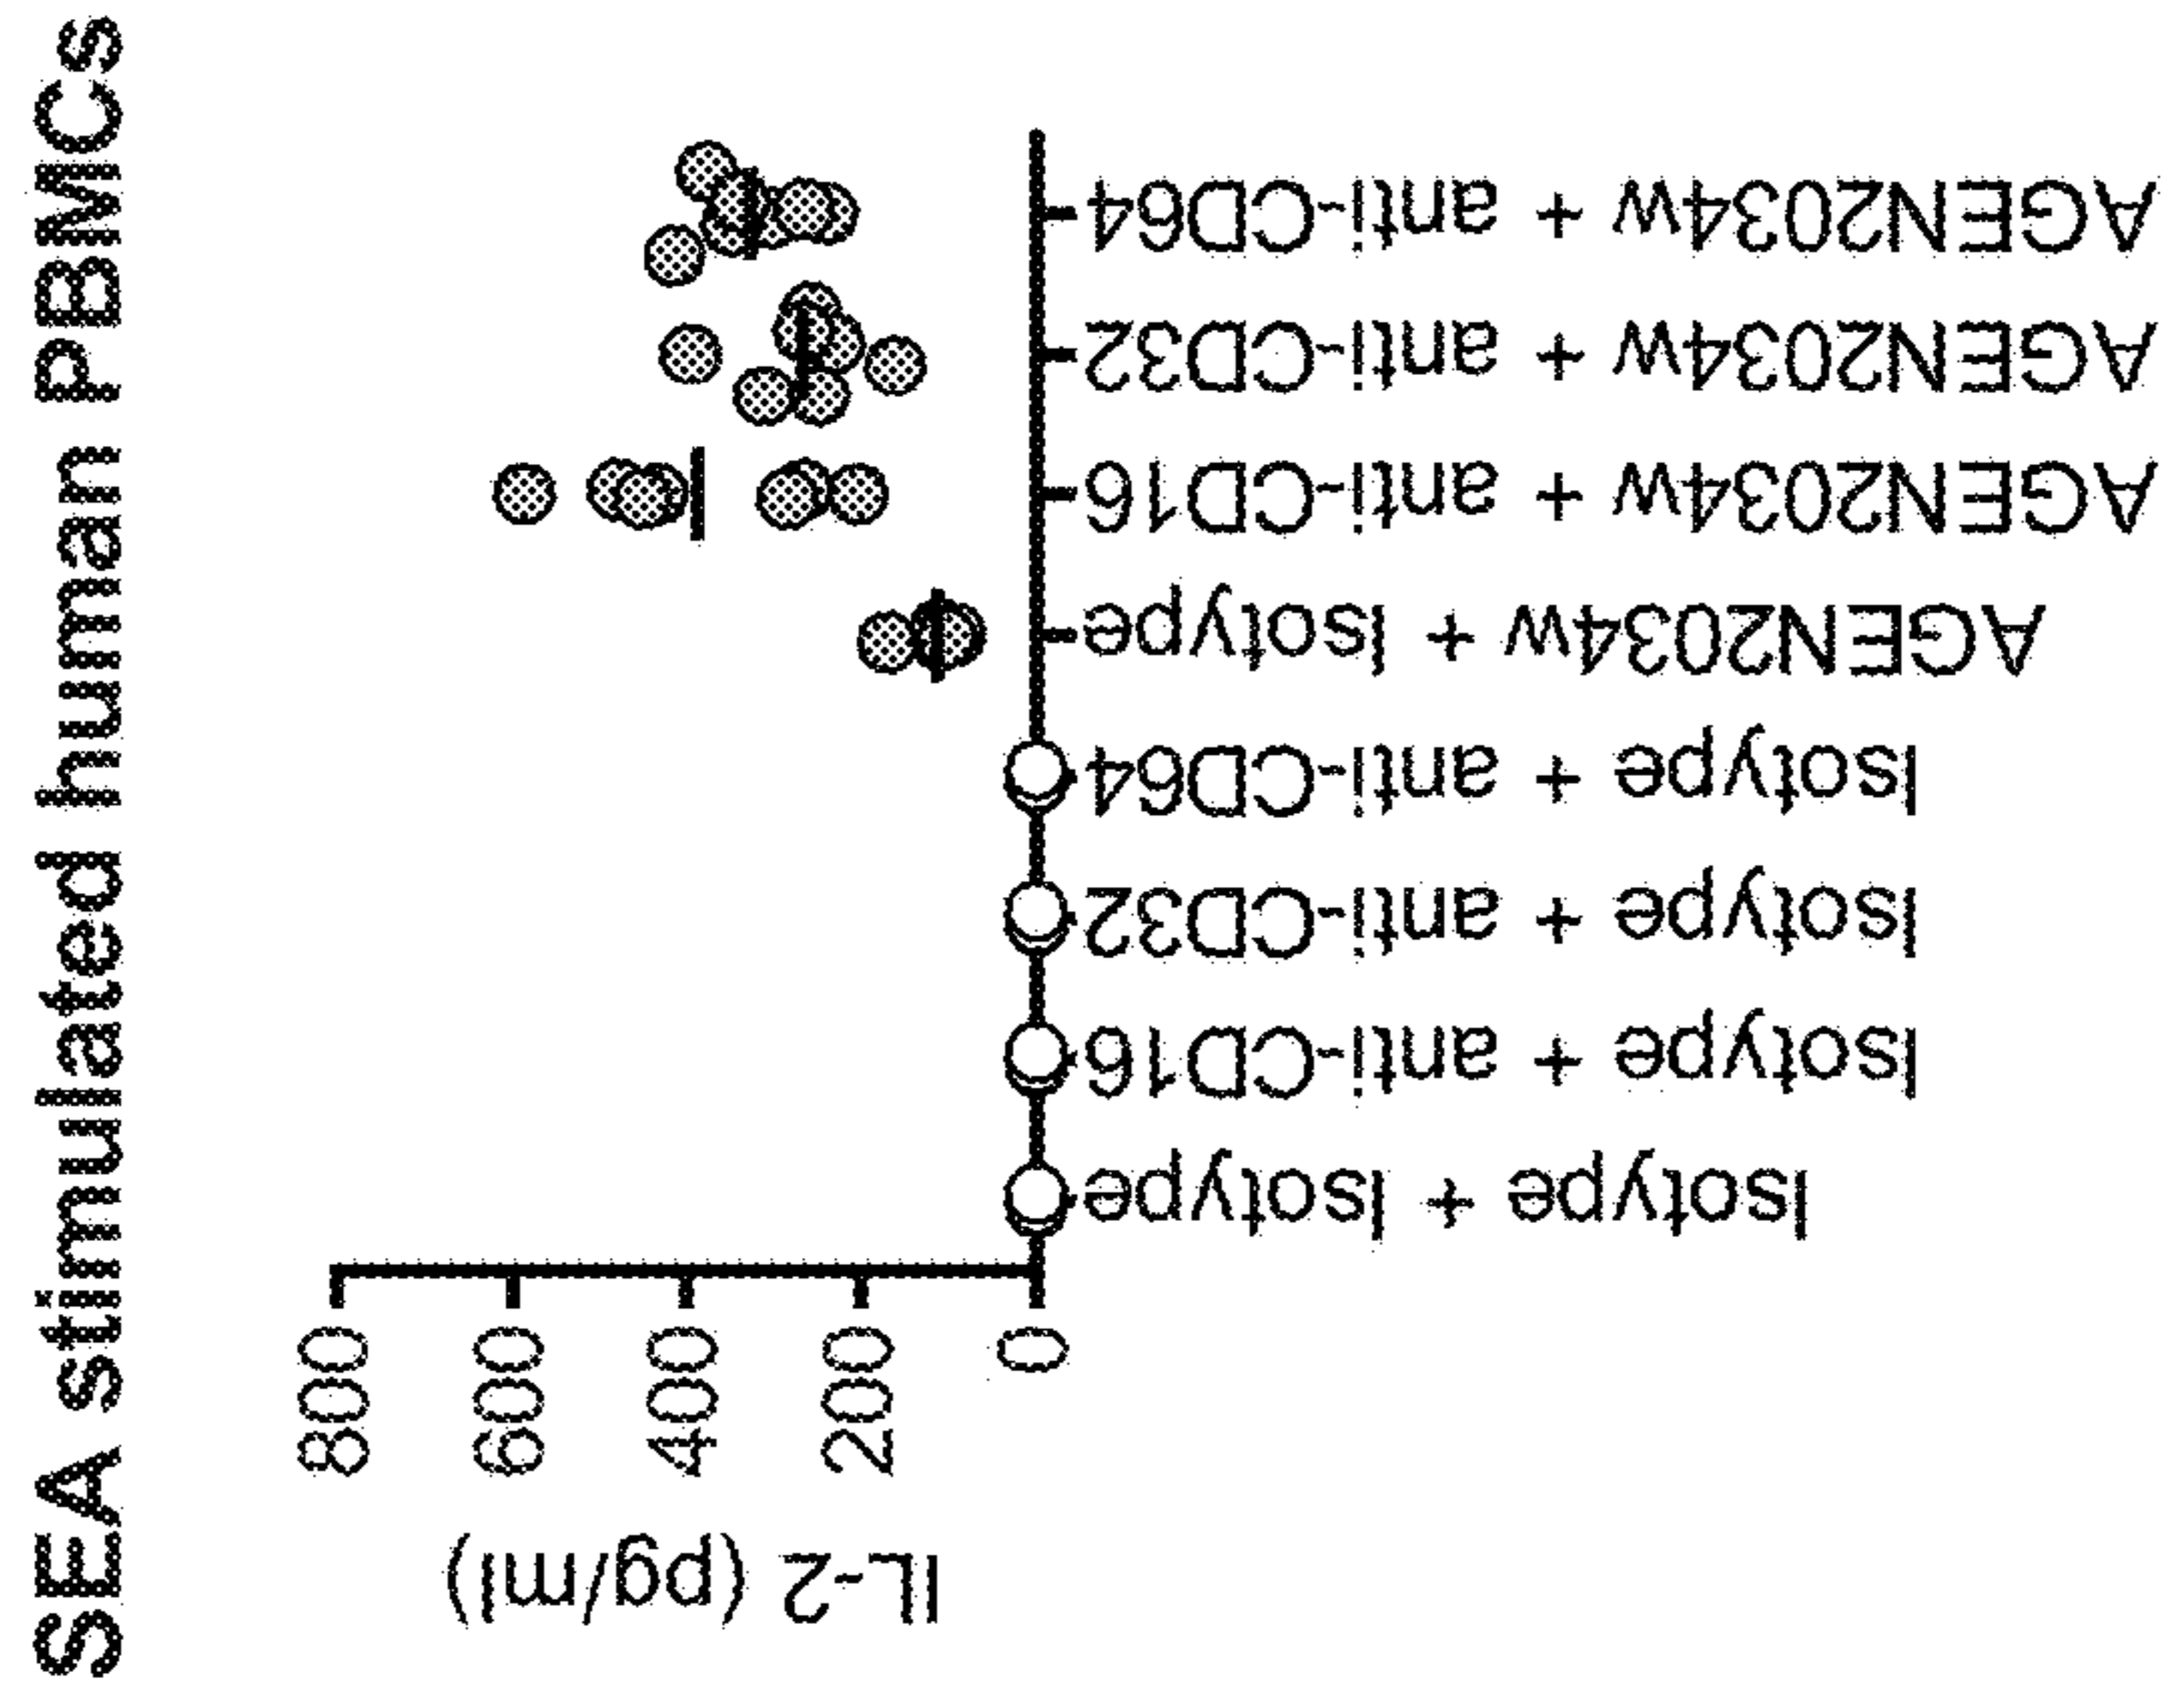 SEA stimulated human PBMCs
IL-2 (pg/ml)
800
600
400
200
0
Isotype + Isotype
Isotype + anti-CD16
Isotype + anti-CD32
Isotype + anti-CD64
AGEN2034w + Isotype
AGEN2034w + anti-CD16
AGEN2034w + anti-CD32
AGEN2034w + anti-CD64